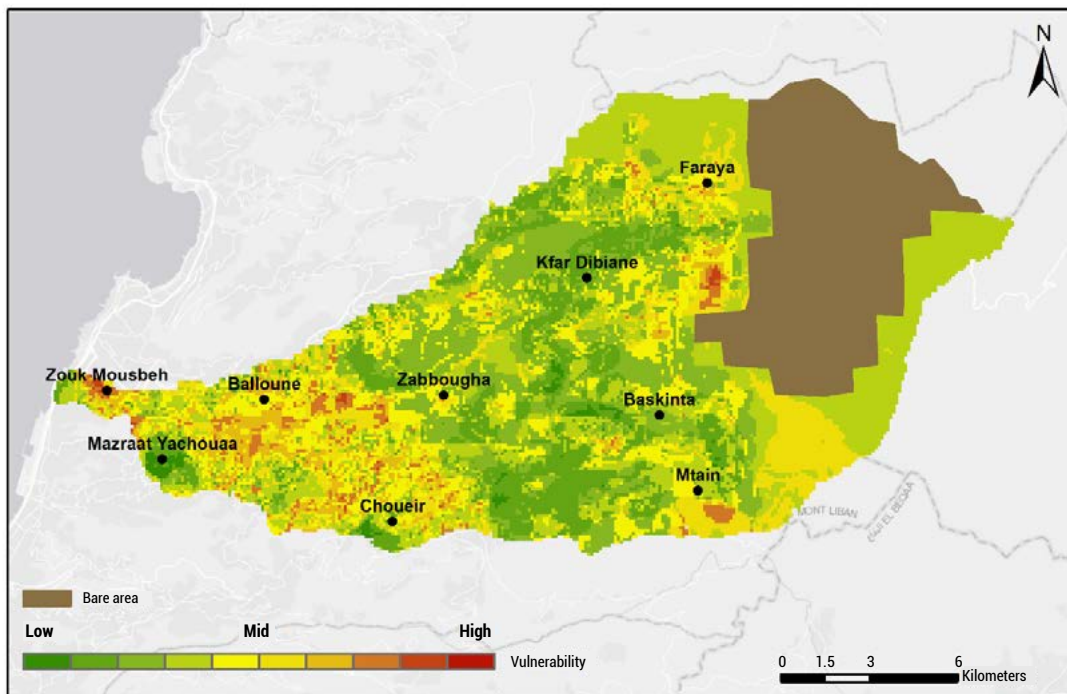 N
Faraya
Kfar Dibiane
Zouk Mousbeh
Balloune
Zabbougha
Baskinta
Mazraat Yachouaa
Mtain
Choueir
MONT LIBAN
Bare area
Low Mid High
Vulnerability
0 1.5 3 6
Kilometers